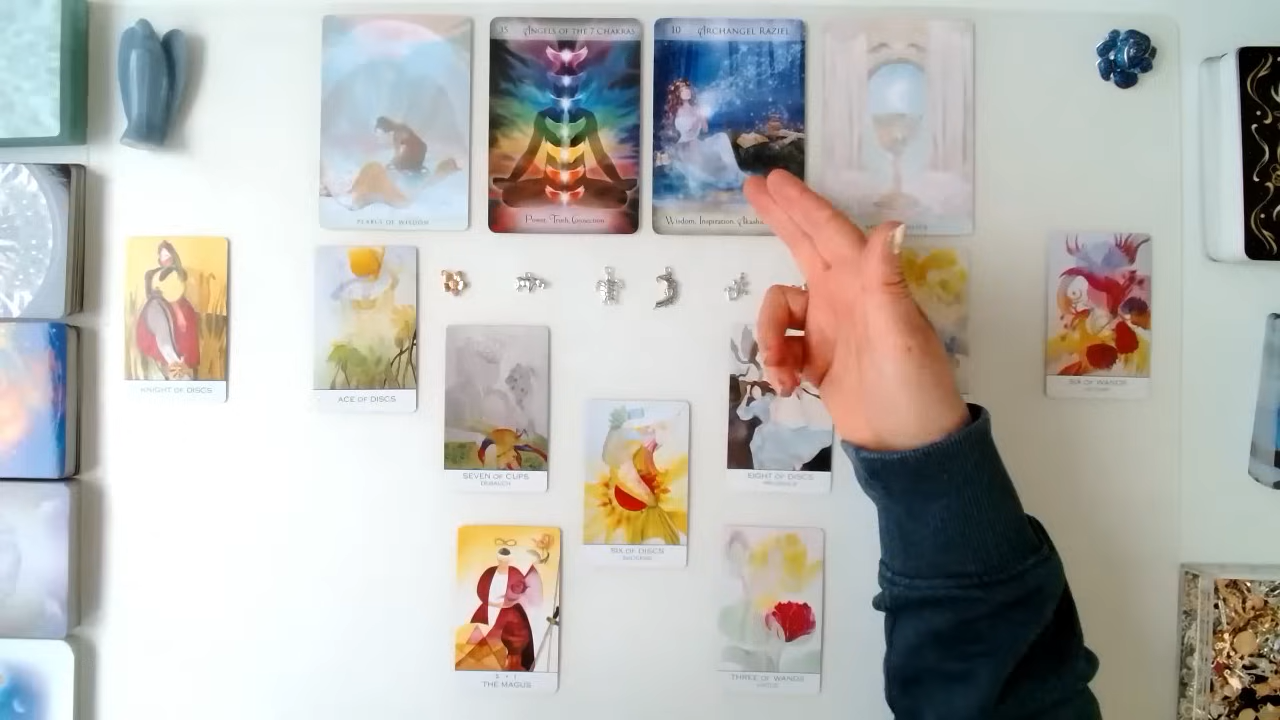 PEARLS OF WISDOM
35 ANGELS OF THE 7 CHAKRAS
Power, Truth, Connection
10 ARCHANGEL RAZIEL
Wisdom, Inspiration,
KNIGHT OF DISCS
ACE OF DISCS
SIX OF WANDS
SEVEN OF CUPS
EIGHT OF DISCS
SIX OF DISCS
THE MAGUS
THREE OF WANDS